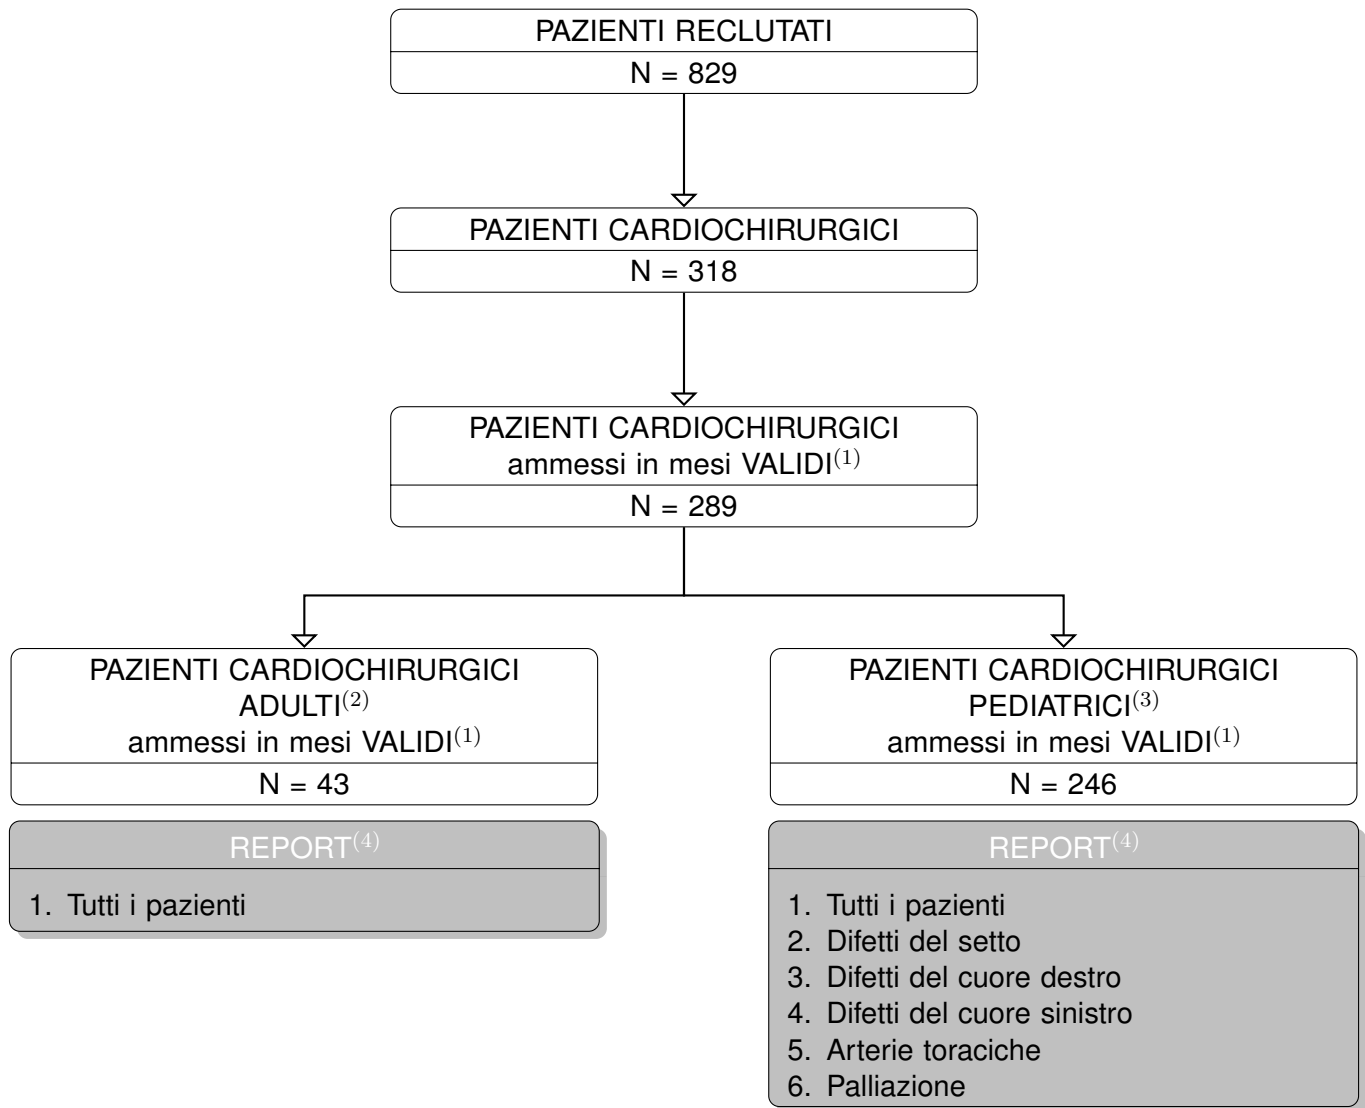 PAZIENTI RECLUTATI
N = 829
PAZIENTI CARDIOCHIRURGICI
N = 318
PAZIENTI CARDIOCHIRURGICI
ammessi in mesi VALIDI(1)
N = 289
PAZIENTI CARDIOCHIRURGICI
ADULTI(2)
ammessi in mesi VALIDI(1)
N = 43
REPORT(4)
1. Tutti i pazienti
PAZIENTI CARDIOCHIRURGICI
PEDIATRICI(3)
ammessi in mesi VALIDI(1)
N = 246
REPORT(4)
1. Tutti i pazienti
2. Difetti del setto
3. Difetti del cuore destro
4. Difetti del cuore sinistro
5. Arterie toraciche
6. Palliazione